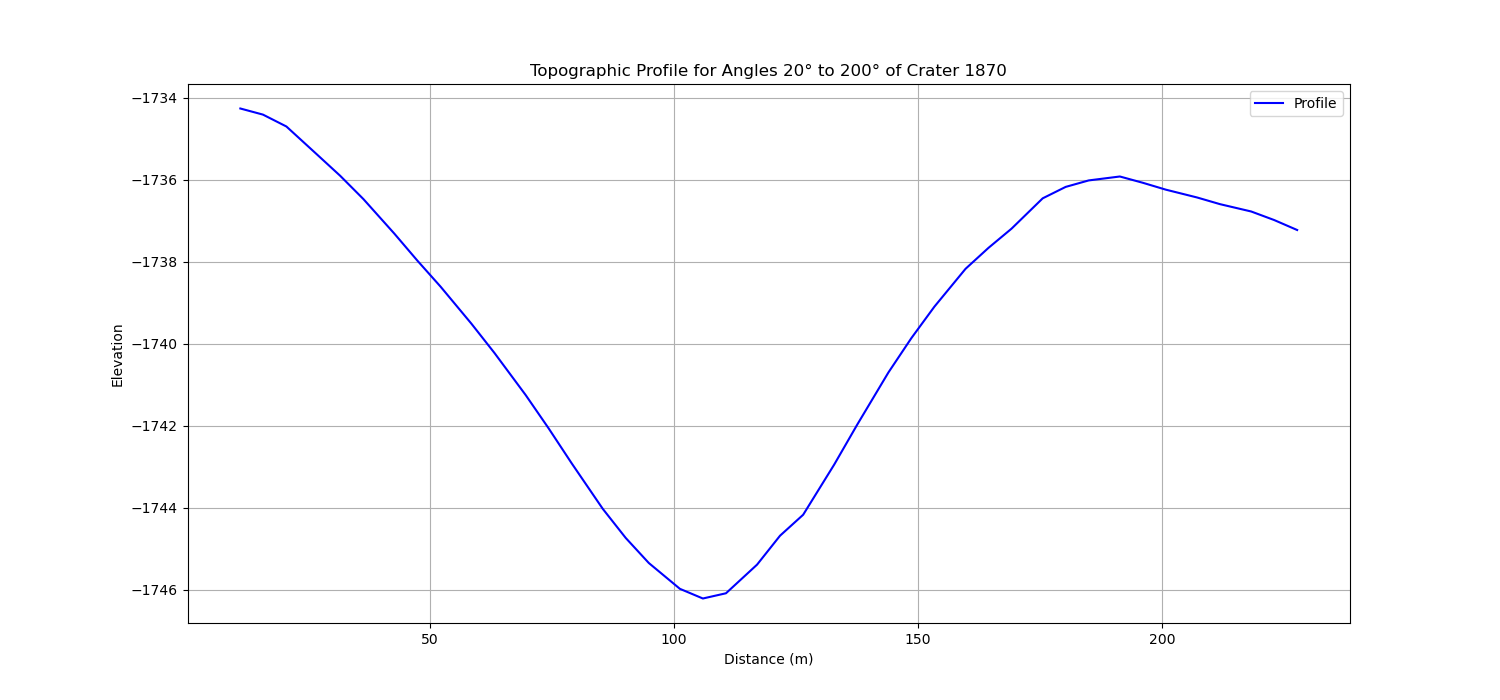 Topographic Profile for Angles 20° to 200° of Crater 1870
Profile
−1734
−1736
−1738
−1740
−1742
−1744
−1746
Elevation
50
100
150
200
Distance (m)